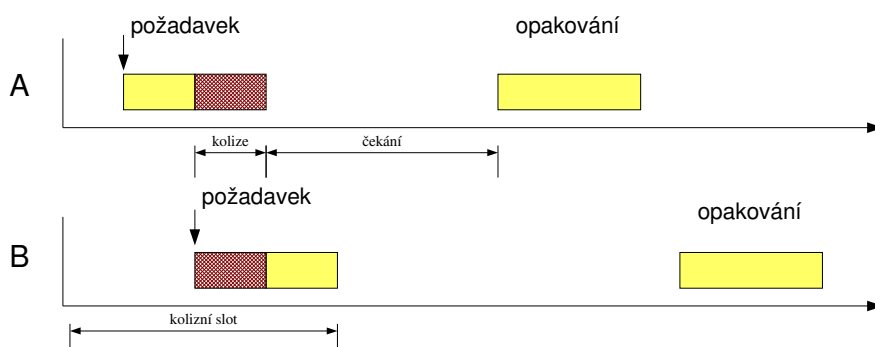 požadavek
opakování
A
kolize
čekání
požadavek
opakování
B
kolizní slot